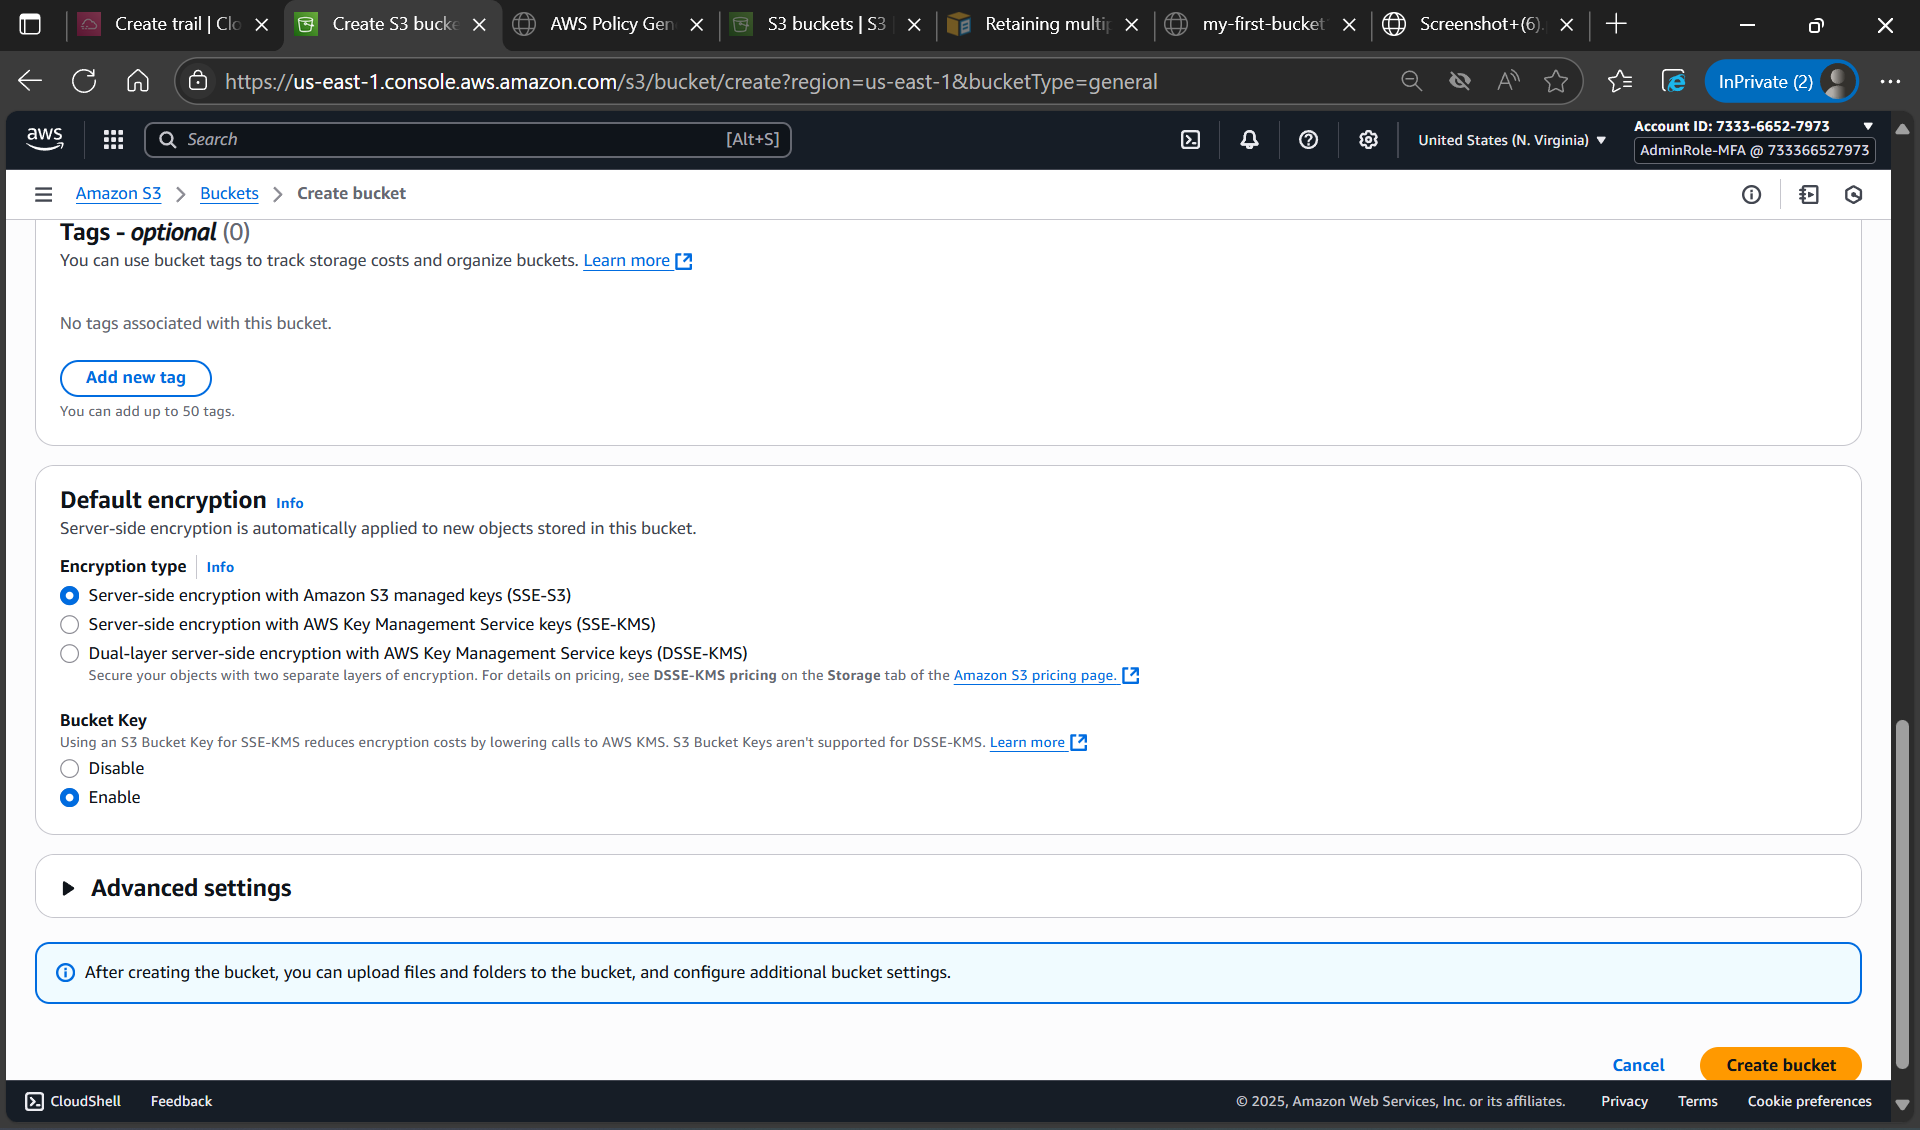 Create trail | Clo
Create S3 bucke
AWS Policy Gen
S3 buckets | S3
Retaining multip
my-first-bucket
Screenshot+(6).
https://us-east-1.console.aws.amazon.com/s3/bucket/create?region=us-east-1&bucketType=general
InPrivate (2)
aws
Search
[Alt+S]
United States (N. Virginia)
Account ID: 7333-6652-7973
AdminRole-MFA @ 733366527973
Amazon S3
Buckets
Create bucket
Tags - optional (0)
You can use bucket tags to track storage costs and organize buckets. Learn more
No tags associated with this bucket.
Add new tag
You can add up to 50 tags.
Default encryption Info
Server-side encryption is automatically applied to new objects stored in this bucket.
Encryption type Info
Server-side encryption with Amazon S3 managed keys (SSE-S3)
Server-side encryption with AWS Key Management Service keys (SSE-KMS)
Dual-layer server-side encryption with AWS Key Management Service keys (DSSE-KMS)
Secure your objects with two separate layers of encryption. For details on pricing, see DSSE-KMS pricing on the Storage tab of the Amazon S3 pricing page.
Bucket Key
Using an S3 Bucket Key for SSE-KMS reduces encryption costs by lowering calls to AWS KMS. S3 Bucket Keys aren't supported for DSSE-KMS. Learn more
Disable
Enable
Advanced settings
After creating the bucket, you can upload files and folders to the bucket, and configure additional bucket settings.
Cancel
Create bucket
CloudShell
Feedback
© 2025, Amazon Web Services, Inc. or its affiliates.
Privacy
Terms
Cookie preferences